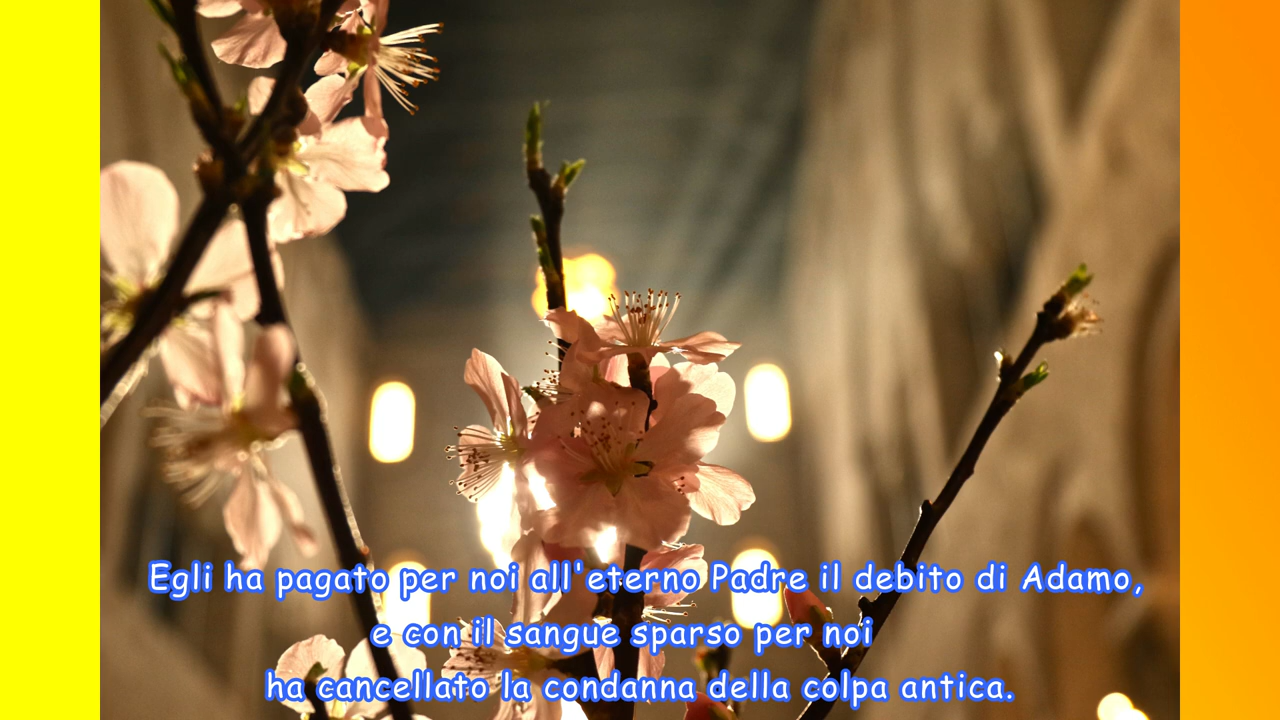 Egli ha pagato per noi all'eterno Padre il debito di Adamo,
e con il sangue sparso per noi
ha cancellato la condanna della colpa antica.